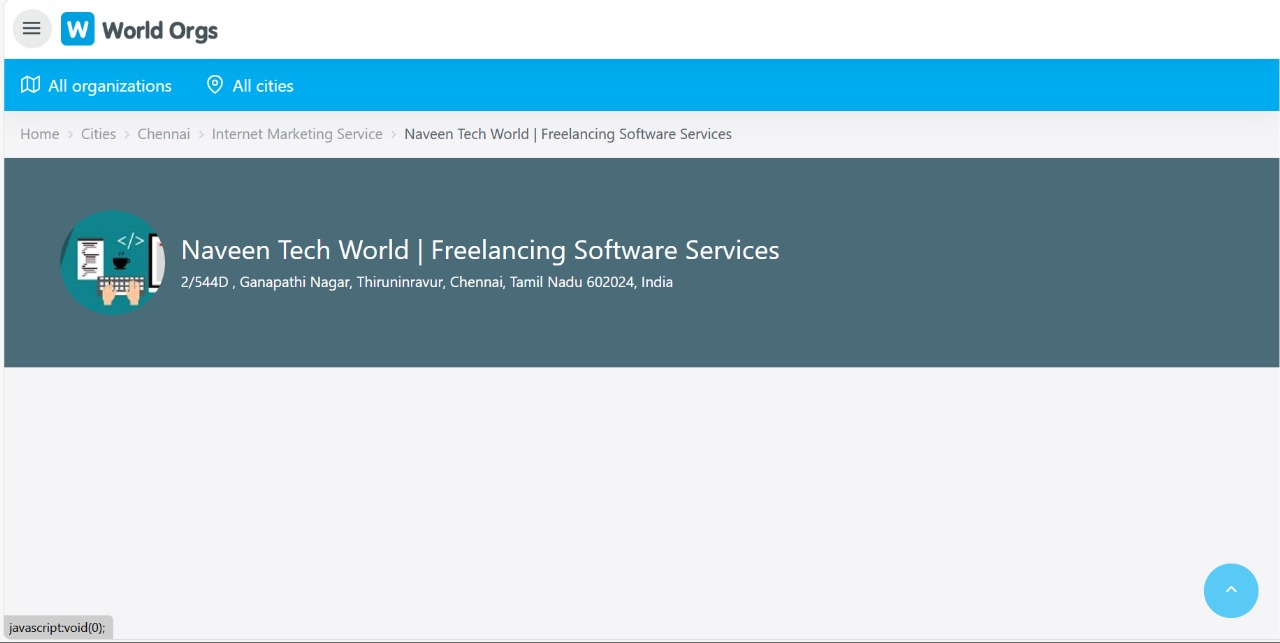 W World Orgs
All organizations All cities
Home > Cities > Chennai > Internet Marketing Service > Naveen Tech World | Freelancing Software Services
</>
Naveen Tech World | Freelancing Software Services
2/544D , Ganapathi Nagar, Thiruninravur, Chennai, Tamil Nadu 602024, India
javascript:void(0);